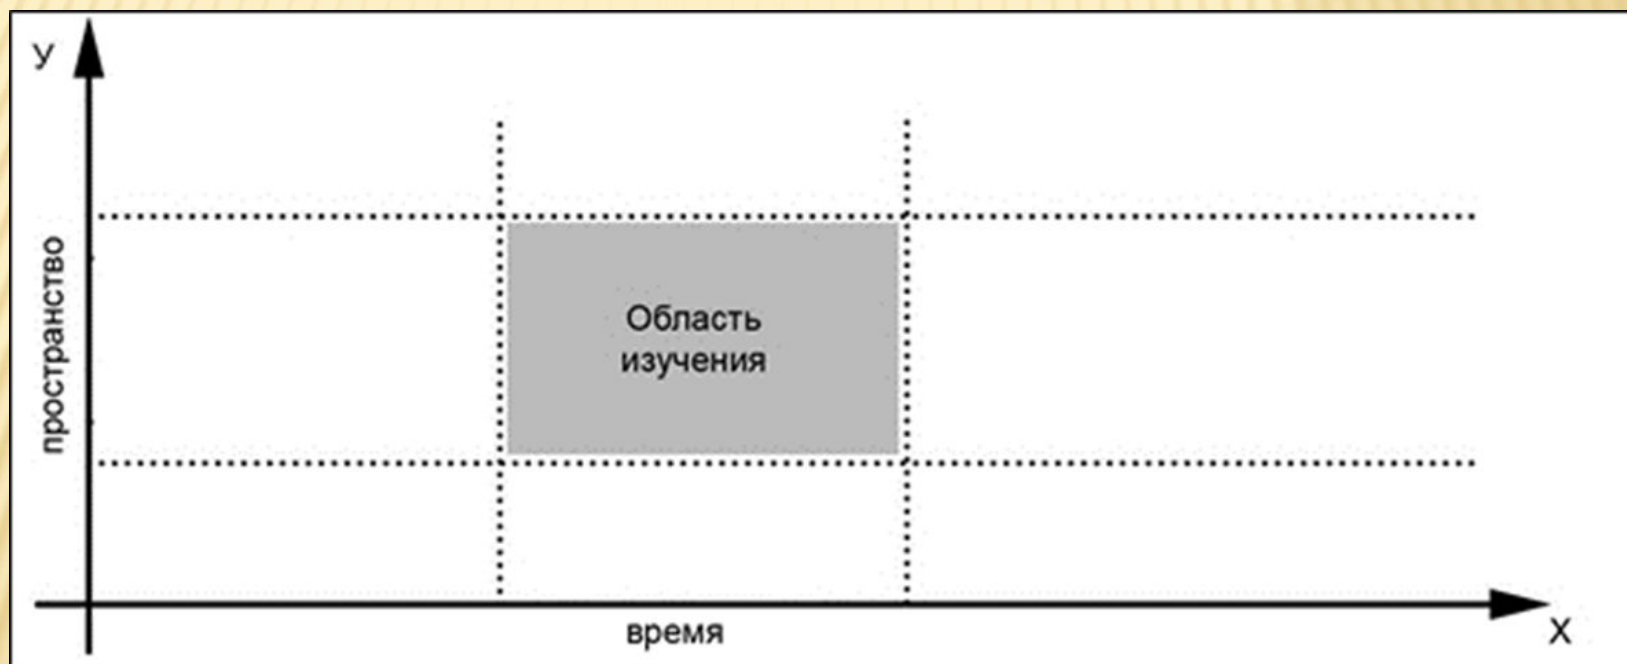 У
пространство
Область
изучения
время
Х